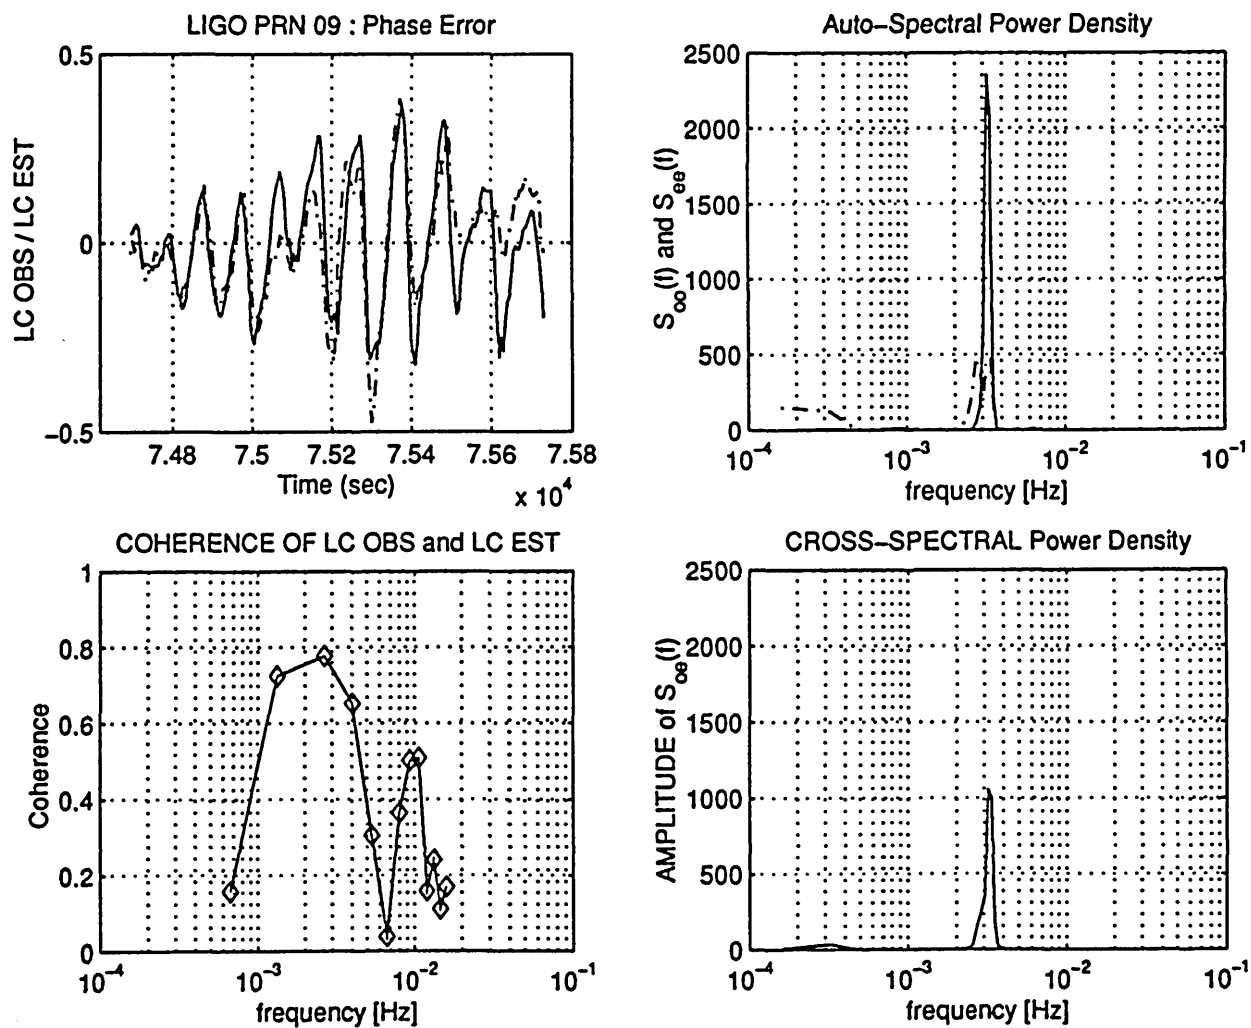 LIGO PRN 09 : Phase Error
LC OBS / LC EST
0.5
0
−0.5
7.48 7.5 7.52 7.54 7.56 7.58
Time (sec)
x 10^4
Auto−Spectral Power Density
S_oo(f) and S_ee(f)
2500
2000
1500
1000
500
0
10^−4 10^−3 10^−2 10^−1
frequency [Hz]
COHERENCE OF LC OBS and LC EST
Coherence
1
0.8
0.6
0.4
0.2
0
10^−4 10^−3 10^−2 10^−1
frequency [Hz]
CROSS−SPECTRAL Power Density
AMPLITUDE of S_oe(f)
2500
2000
1500
1000
500
0
10^−4 10^−3 10^−2 10^−1
frequency [Hz]